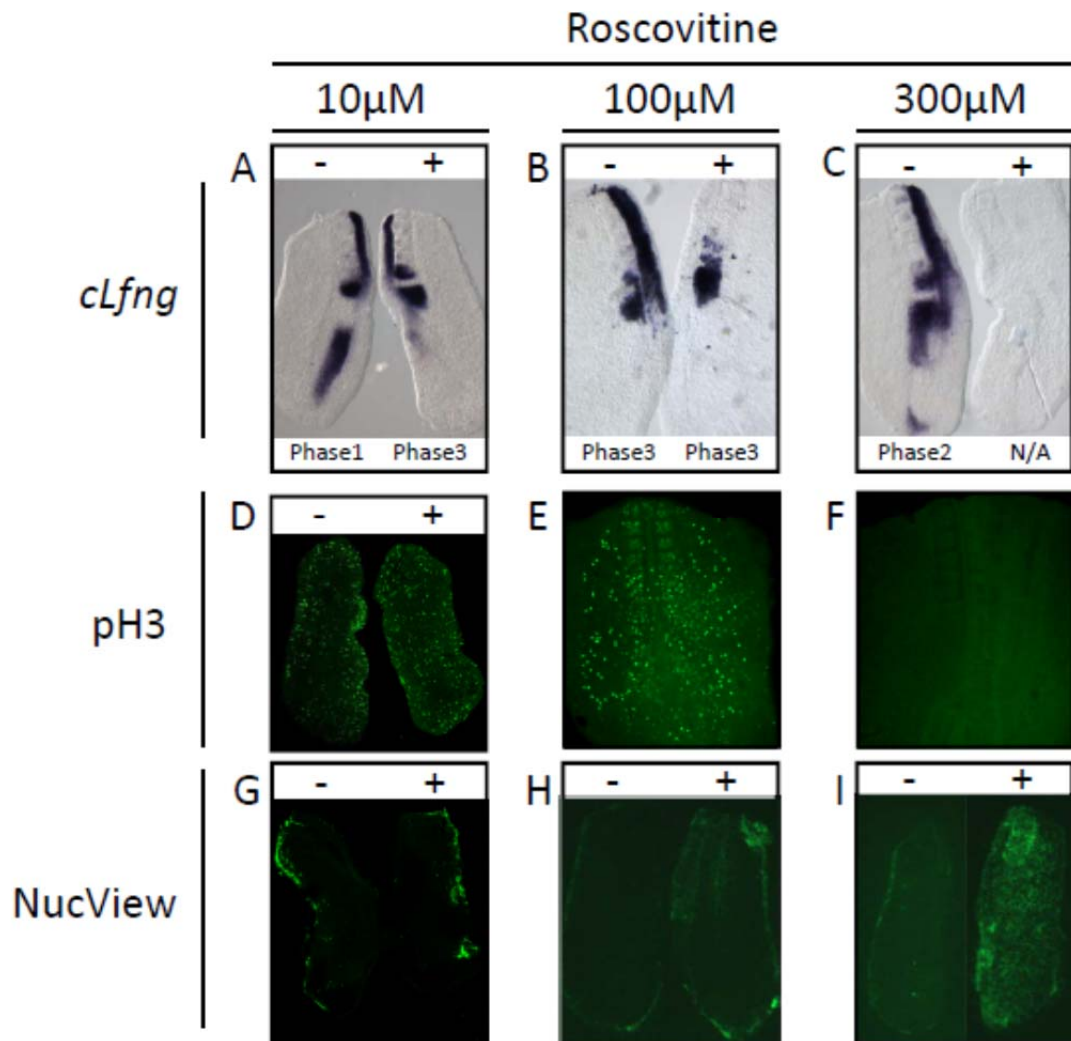 Roscovitine
10µM 100µM 300µM
A - + B - + C - +
cLfng
Phase1 Phase3 Phase3 Phase3 Phase2 N/A
D - + E F
pH3
G - + H - + I - +
NucView